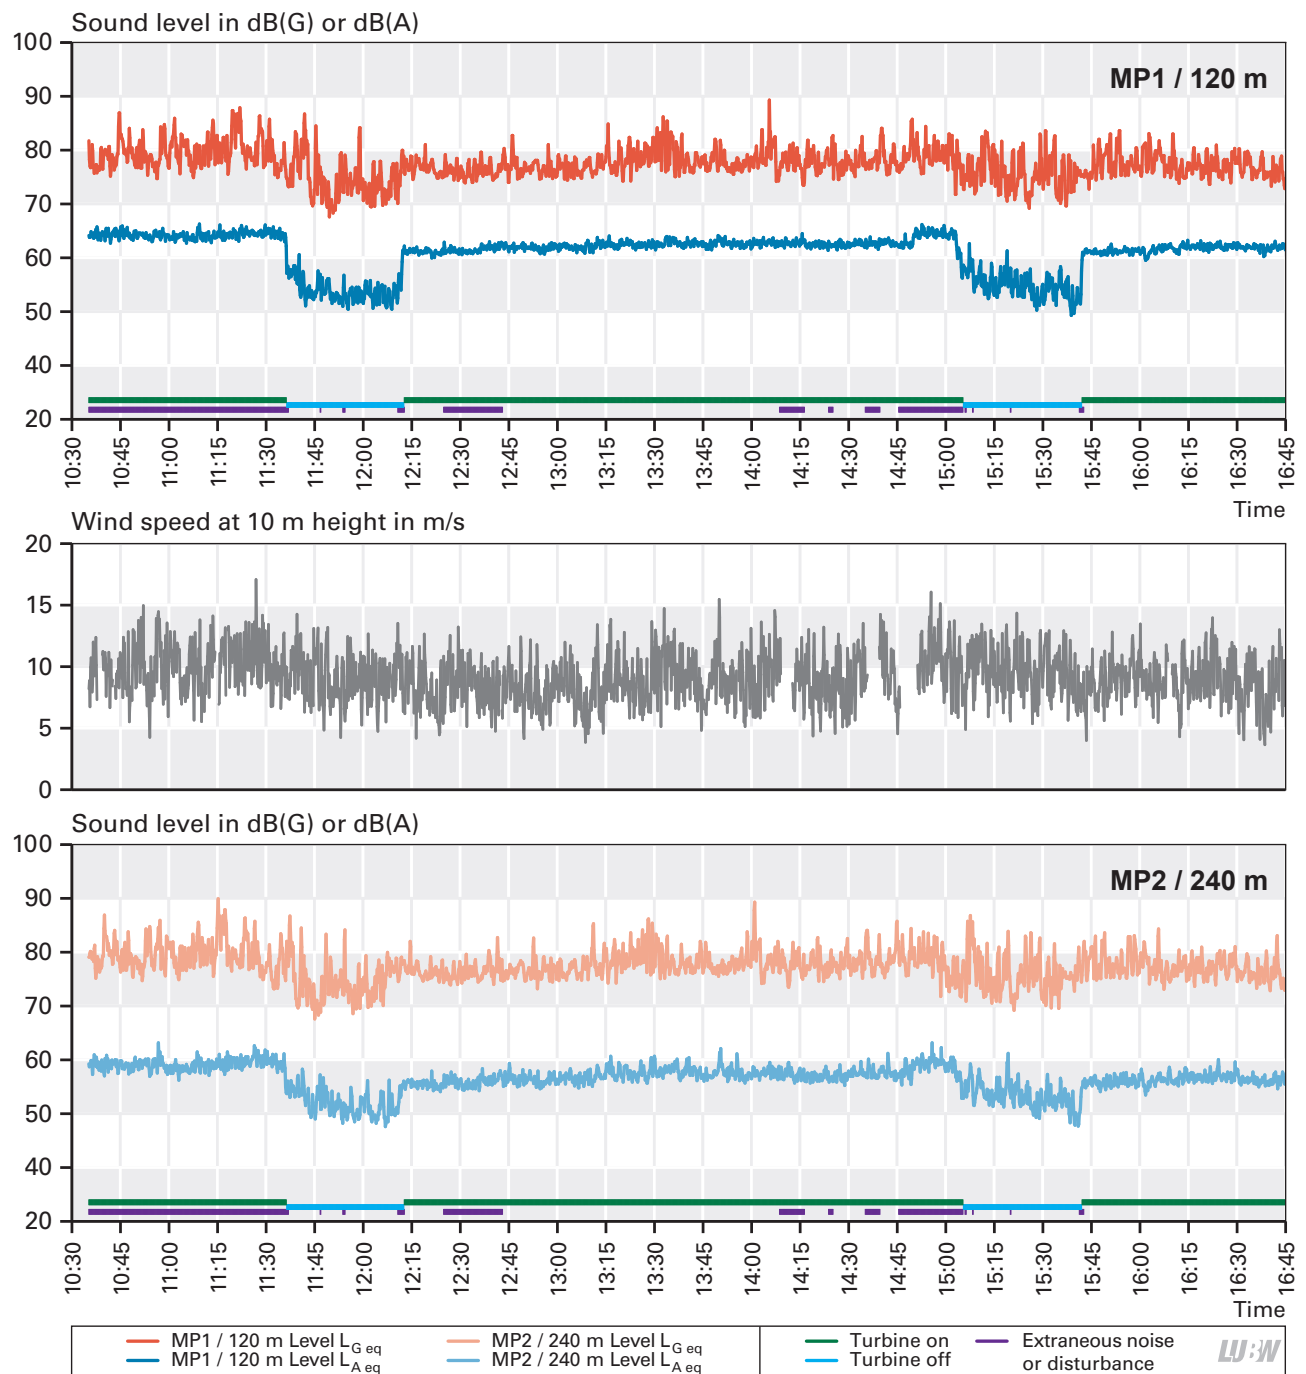 Sound level in dB(G) or dB(A)
100
90
80
70
60
50
40
20
MP1 / 120 m
10:30 10:45 11:00 11:15 11:30 11:45 12:00 12:15 12:30 12:45 13:00 13:15 13:30 13:45 14:00 14:15 14:30 14:45 15:00 15:15 15:30 15:45 16:00 16:15 16:30 16:45
Time
Wind speed at 10 m height in m/s
20
15
10
5
0
Sound level in dB(G) or dB(A)
100
90
80
70
60
50
40
20
MP2 / 240 m
10:30 10:45 11:00 11:15 11:30 11:45 12:00 12:15 12:30 12:45 13:00 13:15 13:30 13:45 14:00 14:15 14:30 14:45 15:00 15:15 15:30 15:45 16:00 16:15 16:30 16:45
Time
MP1 / 120 m Level L G eq
MP1 / 120 m Level L A eq
MP2 / 240 m Level L G eq
MP2 / 240 m Level L A eq
Turbine on
Turbine off
Extraneous noise
or disturbance
LUBW